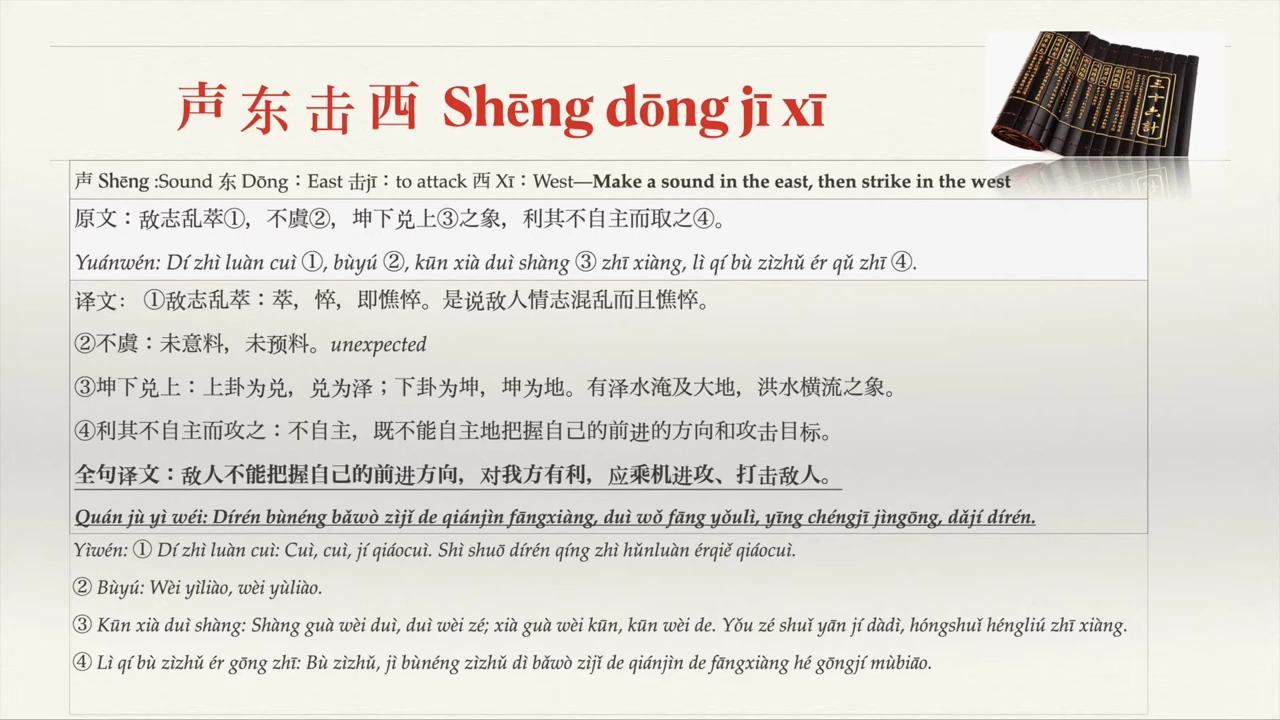 声东击西 Shēng dōng jī xī
三十六计
声 Shēng :Sound 东 Dōng：East 击jī：to attack 西 Xī：West—Make a sound in the east, then strike in the west
原文：敌志乱萃①，不虞②，坤下兑上③之象，利其不自主而取之④。
Yuánwén: Dí zhì luàn cuì ①, bùyú ②, kūn xià duì shàng ③ zhī xiàng, lì qí bù zìzhǔ ér qǔ zhī ④.
译文： ①敌志乱萃：萃，悴，即憔悴。是说敌人情志混乱而且憔悴。
②不虞：未意料，未预料。unexpected
③坤下兑上：上卦为兑，兑为泽；下卦为坤，坤为地。有泽水淹及大地，洪水横流之象。
④利其不自主而攻之：不自主，既不能自主地把握自己的前进的方向和攻击目标。
全句译文：敌人不能把握自己的前进方向，对我方有利，应乘机进攻、打击敌人。
Quán jù yì wéi: Dírén bùnéng bǎwò zìjǐ de qiánjìn fāngxiàng, duì wǒ fāng yǒulì, yīng chéngjī jìngōng, dǎjí dírén.
Yìwén: ① Dí zhì luàn cuì: Cuì, cuì, jí qiáocuì. Shì shuō dírén qíng zhì hǔnluàn érqiě qiáocuì.
② Bùyú: Wèi yìliào, wèi yùliào.
③ Kūn xià duì shàng: Shàng guà wèi duì, duì wèi zé; xià guà wèi kūn, kūn wèi de. Yǒu zé shuǐ yān jí dàdì, hóngshuǐ héngliú zhī xiàng.
④ Lì qí bù zìzhǔ ér gōng zhī: Bù zìzhǔ, jì bùnéng zìzhǔ dì bǎwò zìjǐ de qiánjìn de fāngxiàng hé gōngjí mùbiāo.